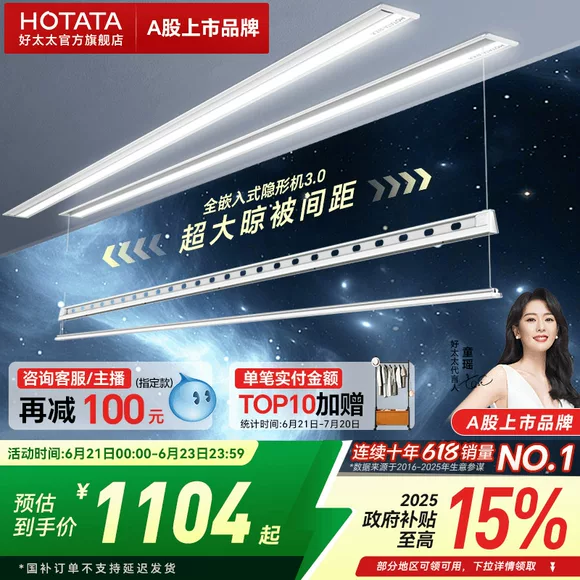 HOTATA
好太太官方旗舰店
A股上市品牌
全嵌入式隐形机3.0
超大晾被间距
好太太代言人
童瑶
咨询客服/主播
(指定款)
再减100元
单笔实付金额
TOP10加赠
统计时间:6月21日-7月20日
A股上市品牌
活动时间:6月21日00:00-6月23日23:59
连续十年618销量
*数据来源于2016-2025年生意参谋
NO.1
预估
到手价
¥1104起
2025
政府补贴
至高
15%
*国补订单不支持延迟发货
部分地区可领可用,下拉详情领取